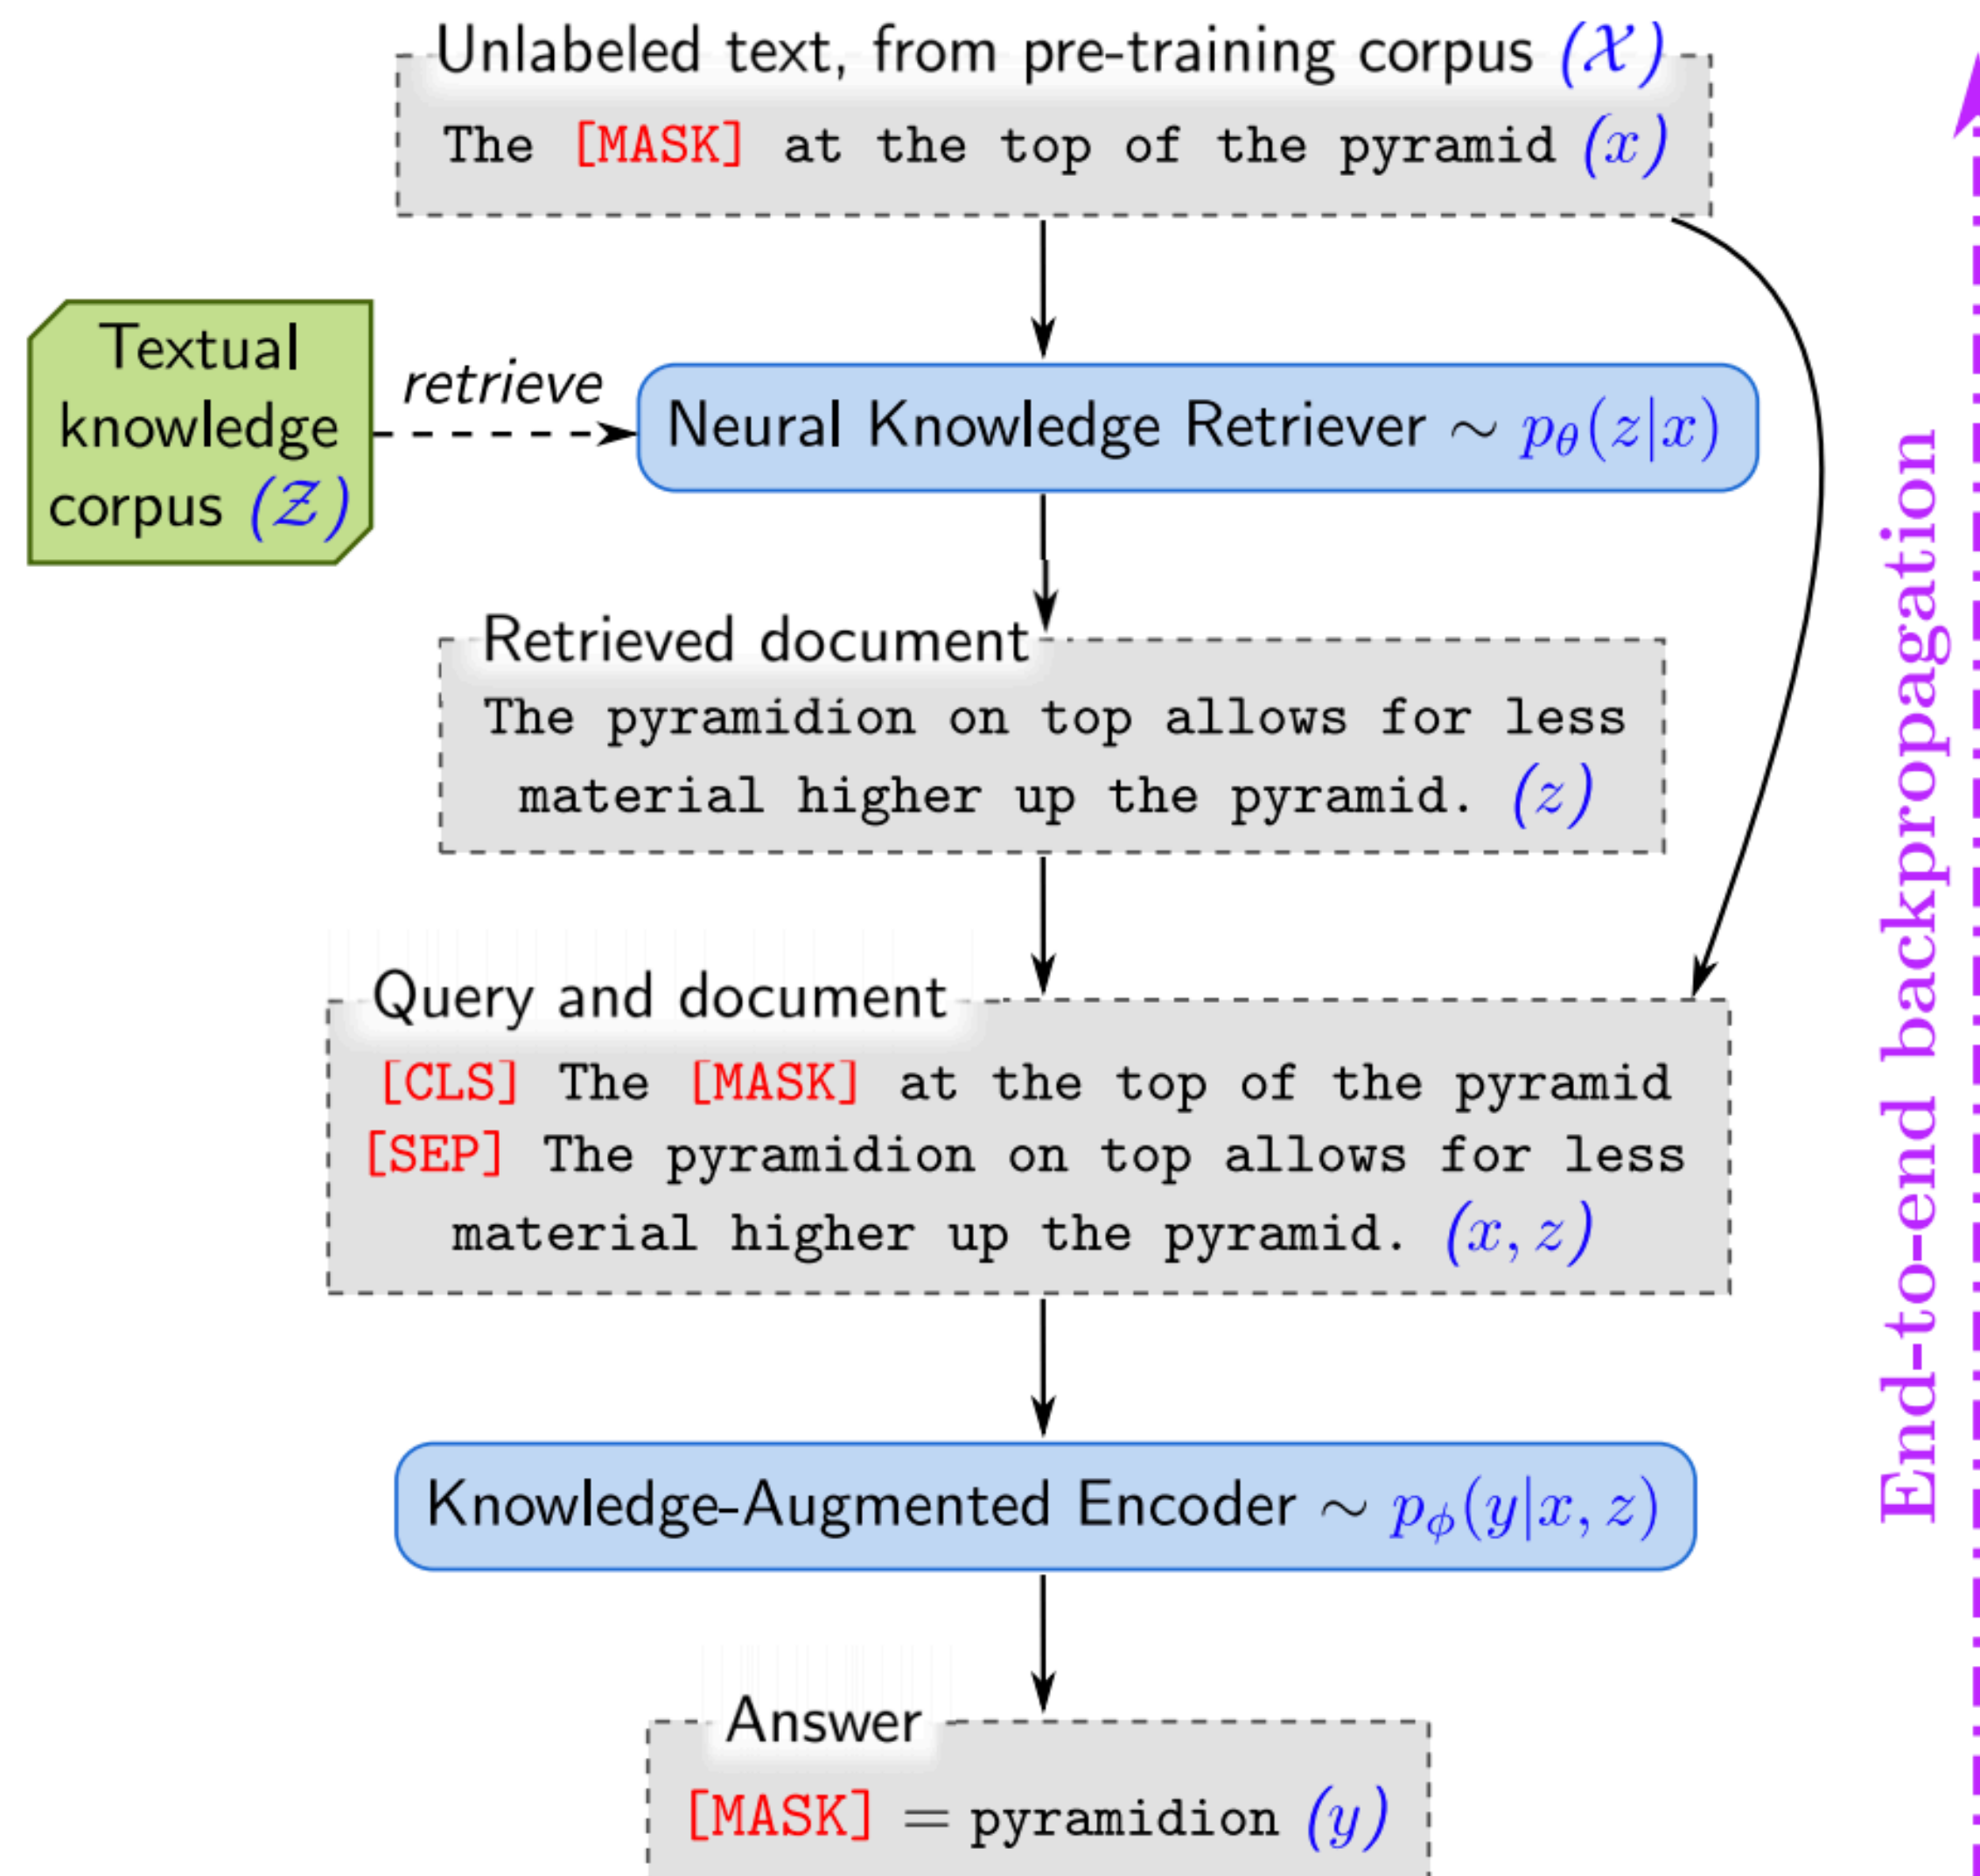 Unlabeled text, from pre-training corpus (𝒳)
The [MASK] at the top of the pyramid (x)
Textual
knowledge
corpus (𝒵)
retrieve
Neural Knowledge Retriever ∼ pθ(z|x)
Retrieved document
The pyramidion on top allows for less
material higher up the pyramid. (z)
Query and document
[CLS] The [MASK] at the top of the pyramid
[SEP] The pyramidion on top allows for less
material higher up the pyramid. (x, z)
Knowledge-Augmented Encoder ∼ pϕ(y|x, z)
Answer
[MASK] = pyramidion (y)
End-to-end backpropagation